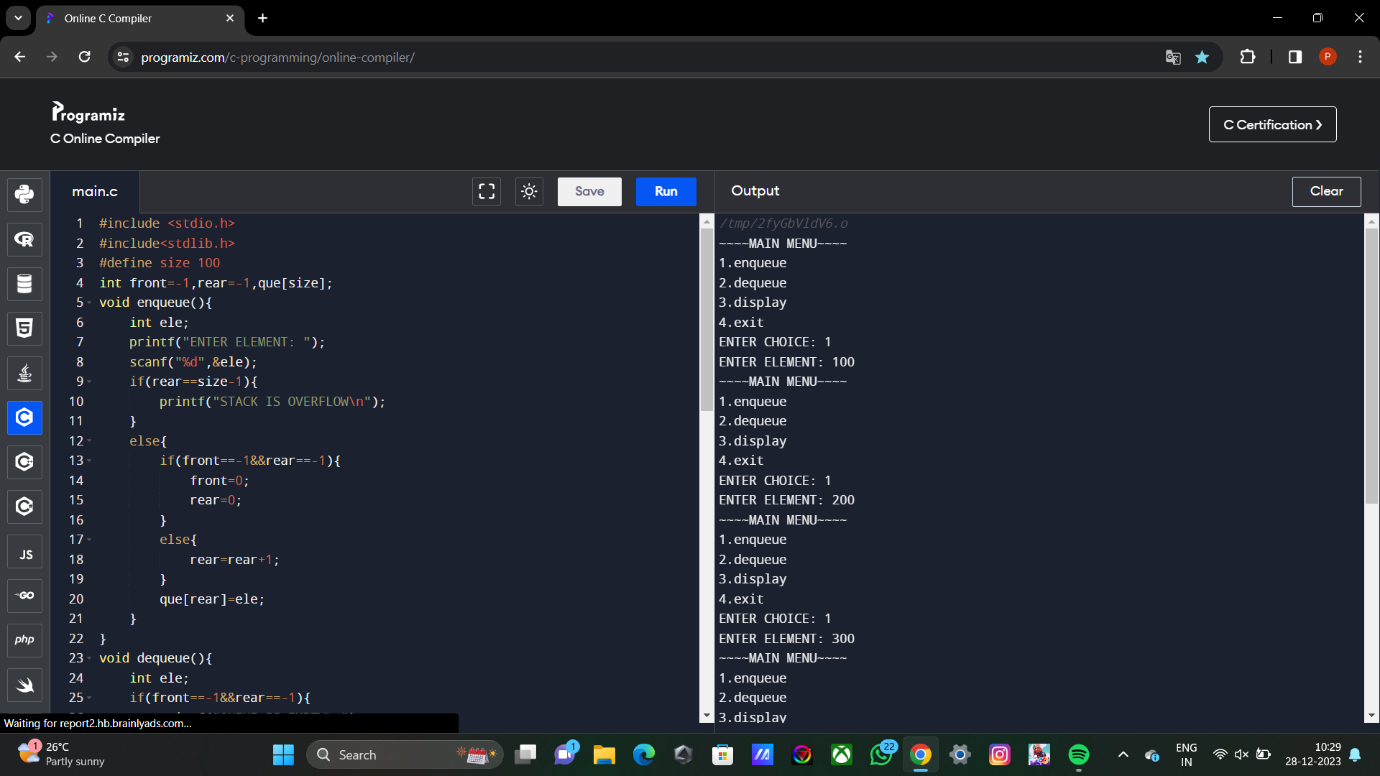 Online C Compiler
programiz.com/c-programming/online-compiler/
P
Programiz
C Online Compiler
C Certification
main.c
Save
Run
Output
Clear
1 #include <stdio.h>
2 #include<stdlib.h>
3 #define size 100
4 int front=-1,rear=-1,que[size];
5 void enqueue(){
6 int ele;
7 printf("ENTER ELEMENT: ");
8 scanf("%d",&ele);
9 if(rear==size-1){
10 printf("STACK IS OVERFLOW\n");
11 }
12 else{
13 if(front==-1&&rear==-1){
14 front=0;
15 rear=0;
16 }
17 else{
18 rear=rear+1;
19 }
20 que[rear]=ele;
21 }
22 }
23 void dequeue(){
24 int ele;
25 if(front==-1&&rear==-1){
/tmp/2fyGbVldV6.o
~~~~MAIN MENU~~~~
1.enqueue
2.dequeue
3.display
4.exit
ENTER CHOICE: 1
ENTER ELEMENT: 100
~~~~MAIN MENU~~~~
1.enqueue
2.dequeue
3.display
4.exit
ENTER CHOICE: 1
ENTER ELEMENT: 200
~~~~MAIN MENU~~~~
1.enqueue
2.dequeue
3.display
4.exit
ENTER CHOICE: 1
ENTER ELEMENT: 300
~~~~MAIN MENU~~~~
1.enqueue
2.dequeue
3.display
JS
GO
php
Waiting for report2.hb.brainlyads.com...
1
26°C
Partly sunny
Search
1
22
ENG
IN
10:29
28-12-2023